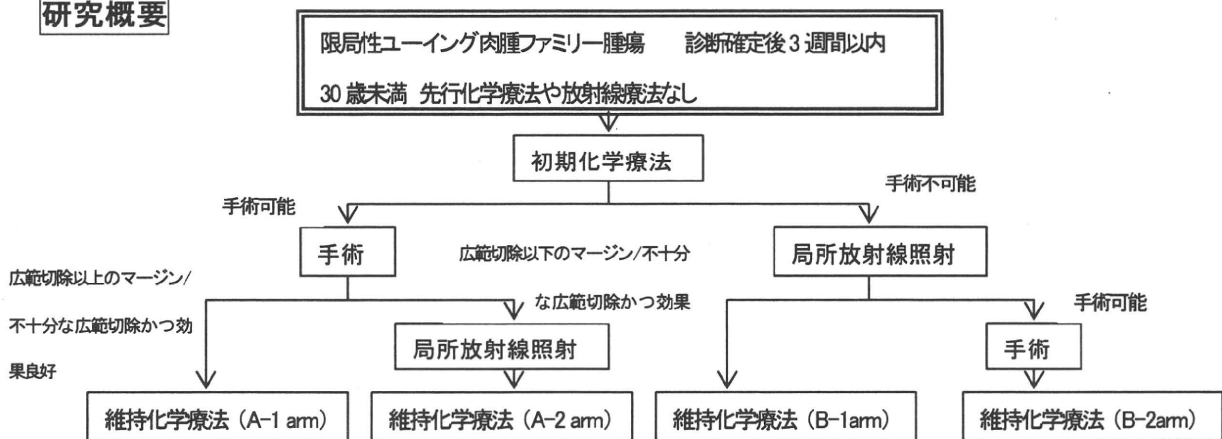 研究概要
限局性ユーイング肉腫ファミリー腫瘍 診断確定後3週間以内
30歳未満 先行化学療法や放射線療法なし
初期化学療法
手術可能
手術不可能
手術
局所放射線照射
広範切除以上のマージン/
不十分な広範切除かつ効
果良好
広範切除以下のマージン/不十分
な広範切除かつ効果
手術可能
局所放射線照射
手術
維持化学療法（A-1 arm）
維持化学療法（A-2 arm）
維持化学療法（B-1arm）
維持化学療法（B-2arm）